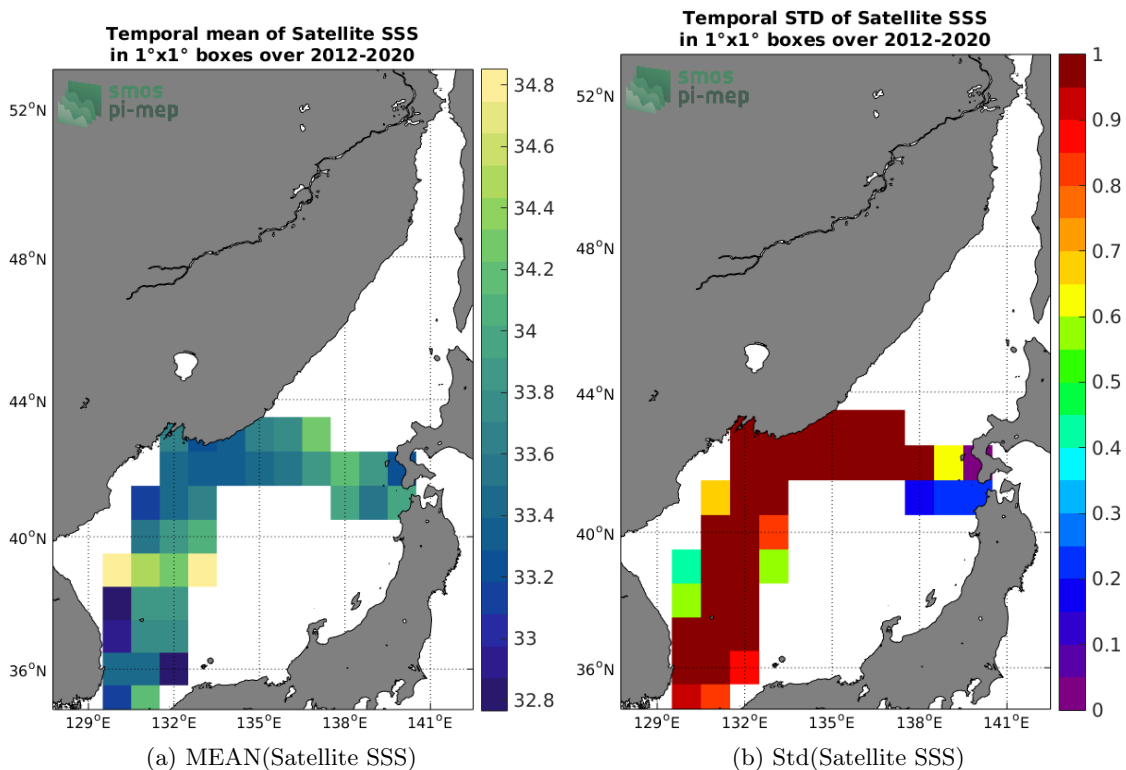 Temporal mean of Satellite SSS
in 1°x1° boxes over 2012-2020
smos
pi-mep
52°N
48°N
44°N
40°N
36°N
129°E 132°E 135°E 138°E 141°E
34.8
34.6
34.4
34.2
34
33.8
33.6
33.4
33.2
33
32.8
(a) MEAN(Satellite SSS)
Temporal STD of Satellite SSS
in 1°x1° boxes over 2012-2020
smos
pi-mep
52°N
48°N
44°N
40°N
36°N
129°E 132°E 135°E 138°E 141°E
1
0.9
0.8
0.7
0.6
0.5
0.4
0.3
0.2
0.1
0
(b) Std(Satellite SSS)